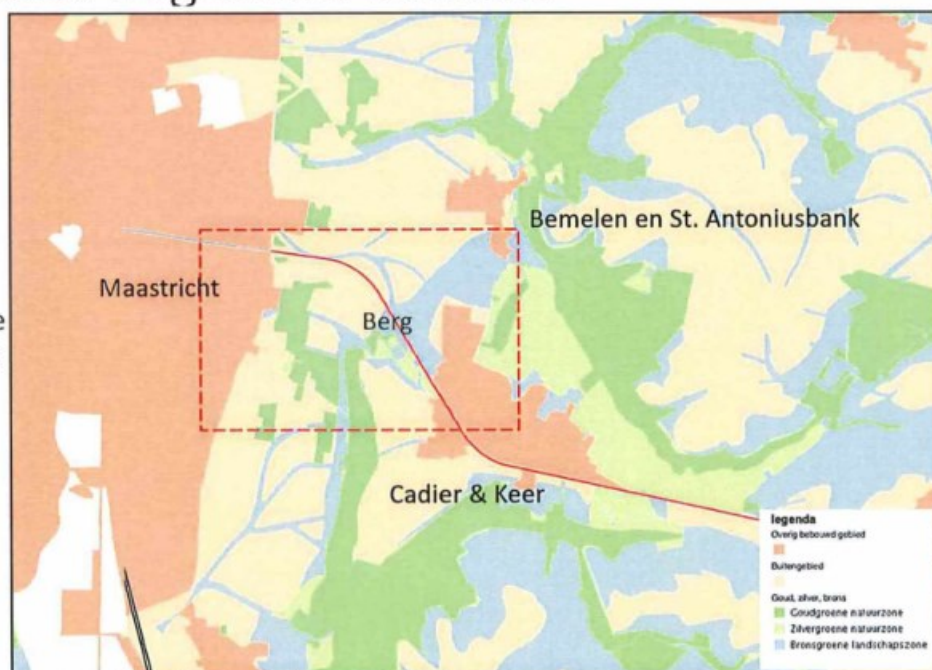 Bemelen en St. Antoniusbank
Maastricht
Berg
Cadier & Keer
legenda
Overig bebouwd gebied
Buitengebied
Goud, zilver, brons
Goudgroene natuurzone
Zilvergroene natuurzone
Bronsgroene landschapszone